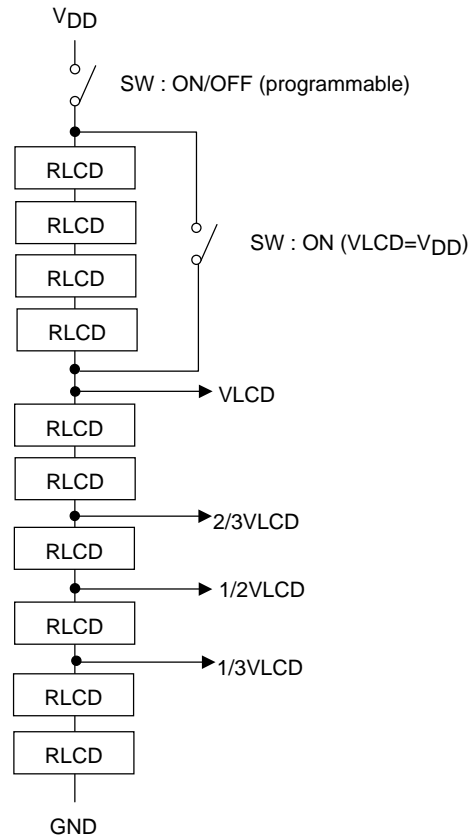 VDD
SW : ON/OFF (programmable)
RLCD
RLCD
RLCD
SW : ON (VLCD=VDD)
RLCD
RLCD
VLCD
RLCD
RLCD
2/3VLCD
RLCD
1/2VLCD
RLCD
1/3VLCD
RLCD
RLCD
GND